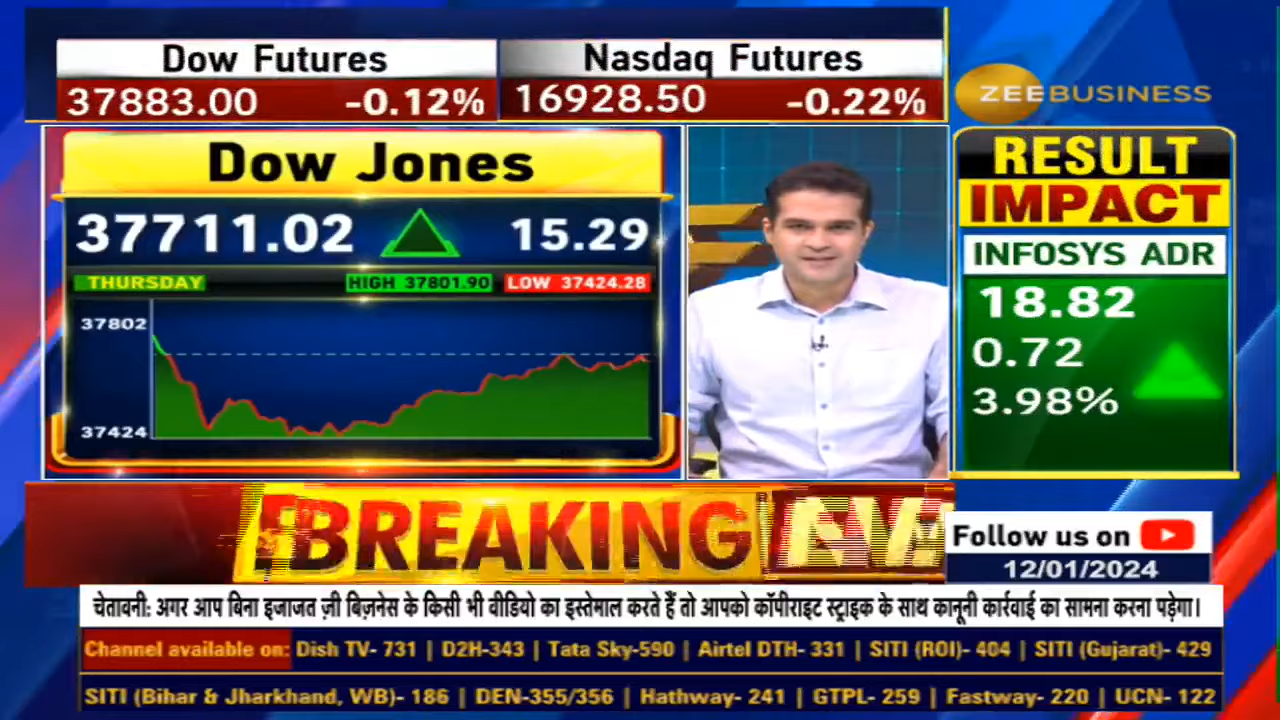 Dow Futures
37883.00 -0.12%
Nasdaq Futures
16928.50 -0.22%
ZEEBUSINESS
Dow Jones
37711.02 15.29
THURSDAY HIGH 37801.90 LOW 37424.28
37802
37424
RESULT
IMPACT
INFOSYS ADR
18.82
0.72
3.98%
BREAKING
Follow us on
12/01/2024
चेतावनी: अगर आप बिना इजाजत ज़ी बिज़नेस के किसी भी वीडियो का इस्तेमाल करते हैं तो आपको कॉपीराइट स्ट्राइक के साथ कानूनी कार्रवाई का सामना करना पड़ेगा।
Channel available on: Dish TV- 731 | D2H-343 | Tata Sky-590 | Airtel DTH- 331 | SITI (ROI)- 404 | SITI (Gujarat)- 429
SITI (Bihar & Jharkhand, WB)- 186 | DEN-355/356 | Hathway- 241 | GTPL- 259 | Fastway- 220 | UCN- 122